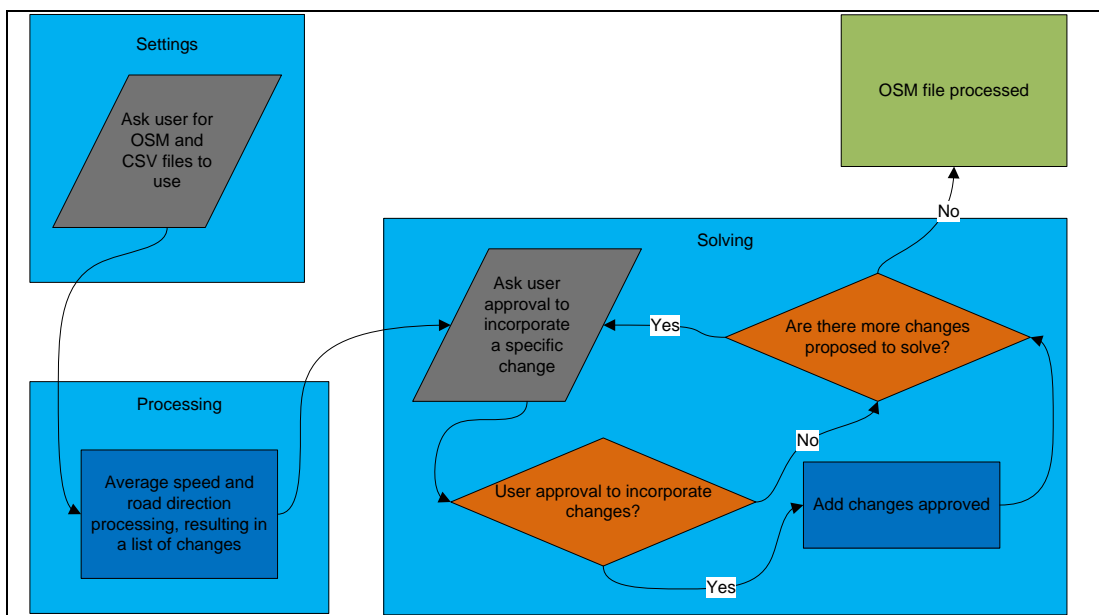 Settings
Ask user for
OSM and
CSV files to
use
OSM file processed
No
Solving
Ask user
approval to
incorporate
a specific
change
Yes
Are there more changes
proposed to solve?
Processing
Average speed and
road direction
processing, resulting in
a list of changes
No
User approval to incorporate
changes?
Add changes approved
Yes